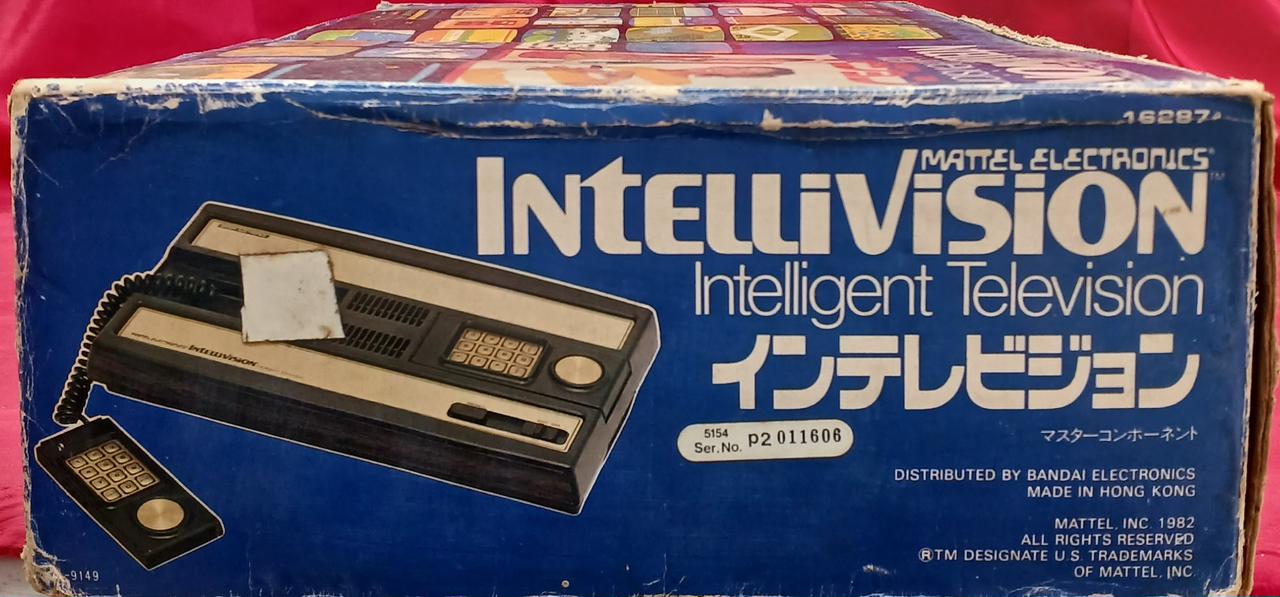 16287
MATTEL ELECTRONICS®
INTELLIVISION™
Intelligent Television
インテレビジョン
マスターコンポーネント
5154
Ser.No. P2 011606
DISTRIBUTED BY BANDAI ELECTRONICS
MADE IN HONG KONG
MATTEL, INC. 1982
ALL RIGHTS RESERVED
®TM DESIGNATE U.S. TRADEMARKS
OF MATTEL, INC.
INTELLIVISION
-9149